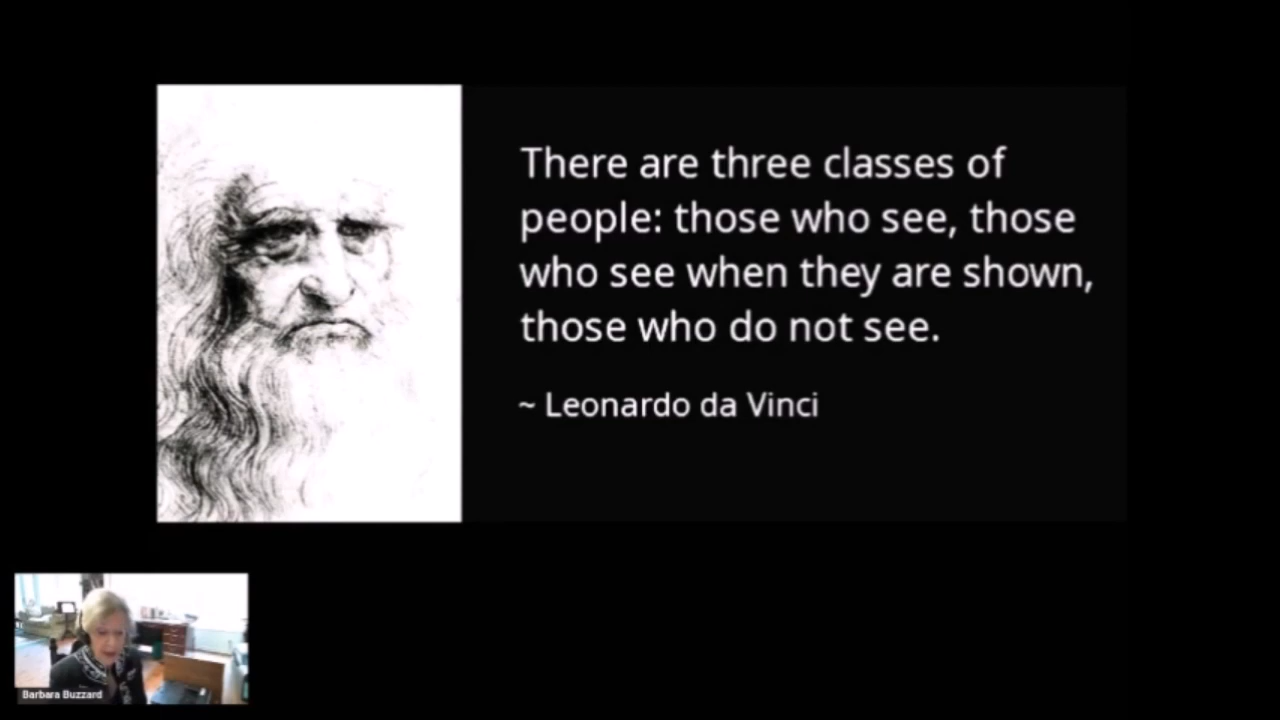 There are three classes of
people: those who see, those
who see when they are shown,
those who do not see.
~ Leonardo da Vinci
Barbara Buzzard